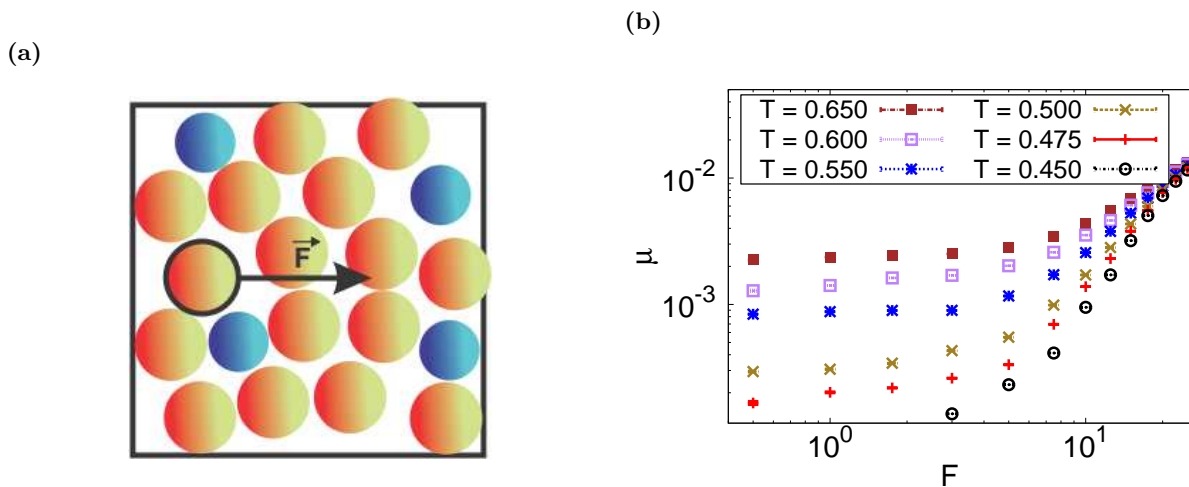 (a)
F
(b)
T = 0.650
T = 0.600
T = 0.550
T = 0.500
T = 0.475
T = 0.450
10⁻²
10⁻³
μ
10⁰
10¹
F